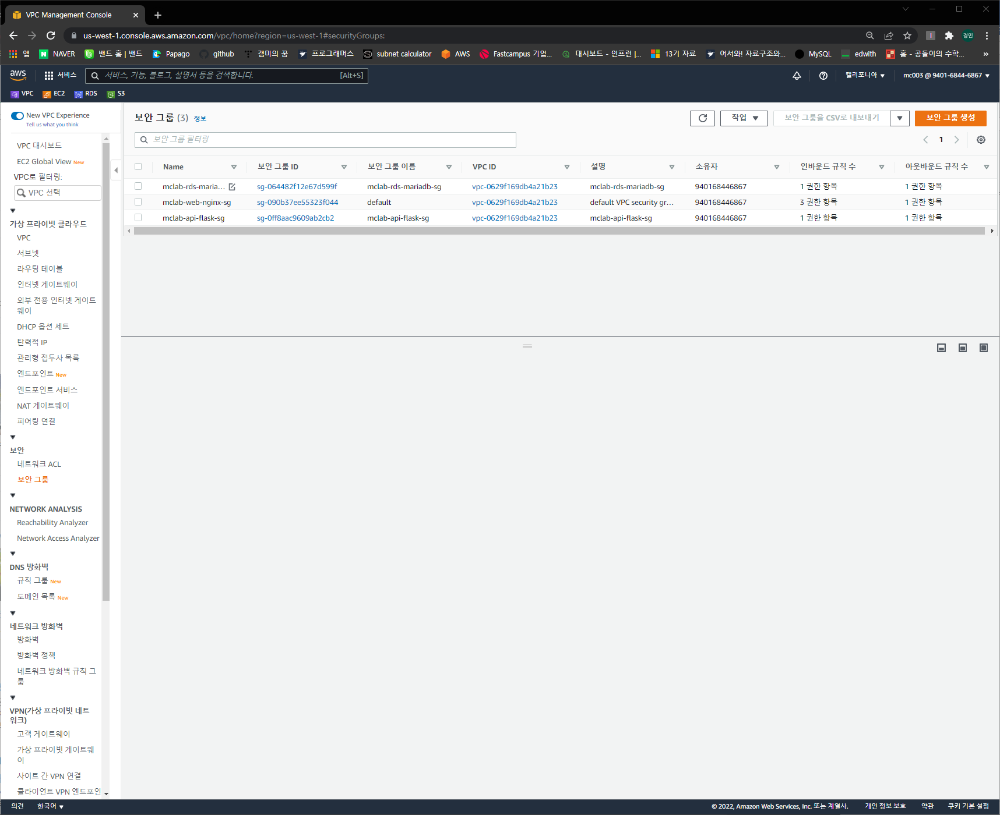 VPC Management Console
us-west-1.console.aws.amazon.com/vpc/home?region=us-west-1#securityGroups:
경민
앱 NAVER 밴드 홈 | 밴드 Papago github 캠미의 꿈 프로그래머스 subnet calculator AWS Fastcampus 기업... 대시보드 - 인프런 |... 13기 자료 어서와! 자료구조와... MySQL edwith 홈 - 공돌이의 수학... »
aws 서비스 서비스, 기능, 블로그, 설명서 등을 검색합니다. [Alt+S] 캘리포니아 ▼ mc003 @ 9401-6844-6867 ▼
VPC EC2 RDS S3
New VPC Experience
Tell us what you think
VPC 대시보드
EC2 Global View New
VPC로 필터링:
VPC 선택
가상 프라이빗 클라우드
VPC
서브넷
라우팅 테이블
인터넷 게이트웨이
외부 전용 인터넷 게이트
웨이
DHCP 옵션 세트
탄력적 IP
관리형 접두사 목록
엔드포인트 New
엔드포인트 서비스
NAT 게이트웨이
피어링 연결
보안
네트워크 ACL
보안 그룹
NETWORK ANALYSIS
Reachability Analyzer
Network Access Analyzer
DNS 방화벽
규칙 그룹 New
도메인 목록 New
네트워크 방화벽
방화벽
방화벽 정책
네트워크 방화벽 규칙 그
룹
VPN(가상 프라이빗 네트
워크)
고객 게이트웨이
가상 프라이빗 게이트웨
이
사이트 간 VPN 연결
클라이언트 VPN 엔드포인
보안 그룹 (3) 정보
작업 ▼ 보안 그룹을 CSV로 내보내기 ▼ 보안 그룹 생성
보안 그룹 필터링
1
Name 보안 그룹 ID 보안 그룹 이름 VPC ID 설명 소유자 인바운드 규칙 수 아웃바운드 규칙 수
mclab-rds-maria... sg-064482f12e67d599f mclab-rds-mariadb-sg vpc-0629f169db4a21b23 mclab-rds-mariadb-sg 940168446867 1 권한 항목 1 권한 항목
mclab-web-nginx-sg sg-090b37ee55323f044 default vpc-0629f169db4a21b23 default VPC security gr... 940168446867 3 권한 항목 1 권한 항목
mclab-api-flask-sg sg-0ff8aac9609ab2cb2 mclab-api-flask-sg vpc-0629f169db4a21b23 mclab-api-flask-sg 940168446867 1 권한 항목 1 권한 항목
의견 한국어 ▼ © 2022, Amazon Web Services, Inc. 또는 계열사. 개인 정보 보호 약관 쿠키 기본 설정